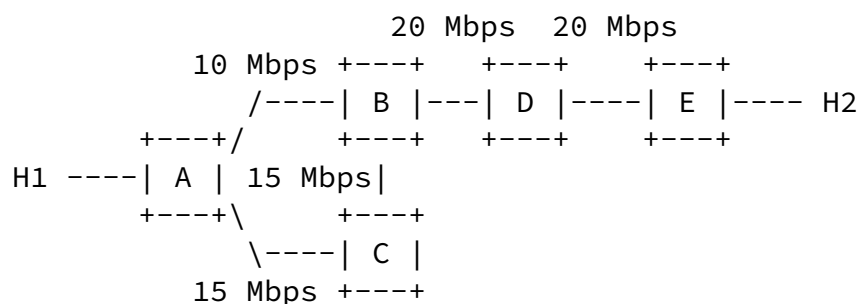 20 Mbps  20 Mbps
          10 Mbps +---+   +---+    +---+
             /----| B |---| D |----| E |---- H2
       +---+/     +---+   +---+    +---+
H1 ----| A | 15 Mbps|
       +---+\     +---+
             \----| C |
          15 Mbps +---+